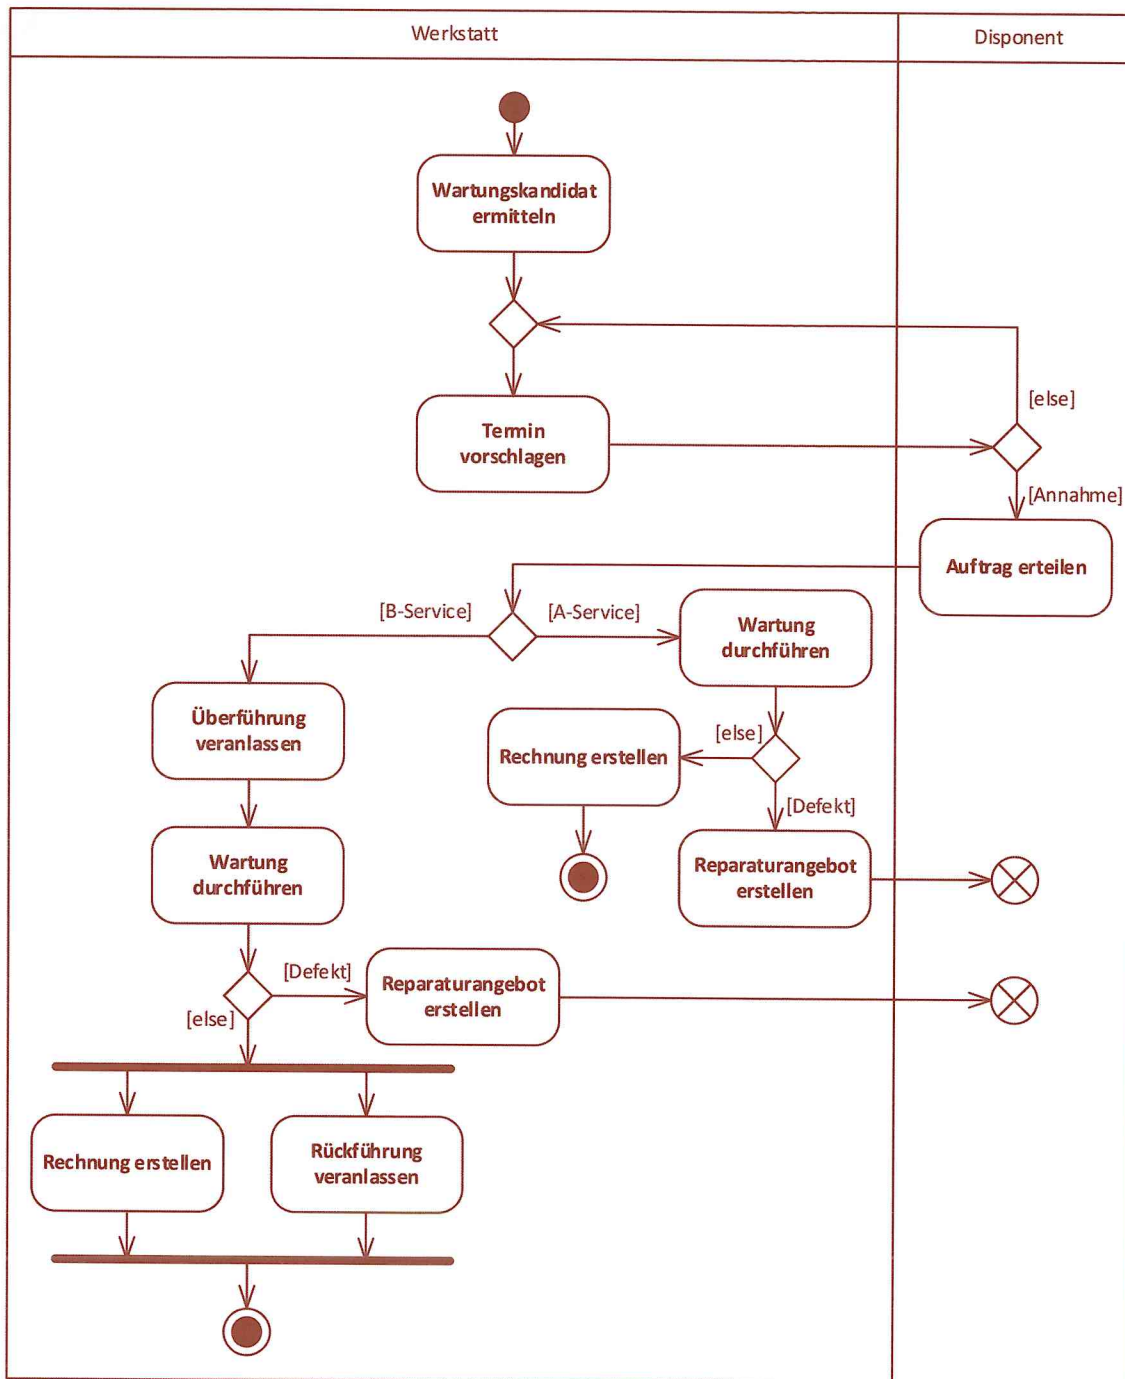 Werkstatt
Disponent
Wartungskandidat
ermitteln
[else]
Termin
vorschlagen
[Annahme]
Auftrag erteilen
[B-Service]
[A-Service]
Wartung
durchführen
Überführung
veranlassen
[else]
Rechnung erstellen
[Defekt]
Wartung
durchführen
Reparaturangebot
erstellen
[Defekt]
Reparaturangebot
erstellen
[else]
Rechnung erstellen
Rückführung
veranlassen